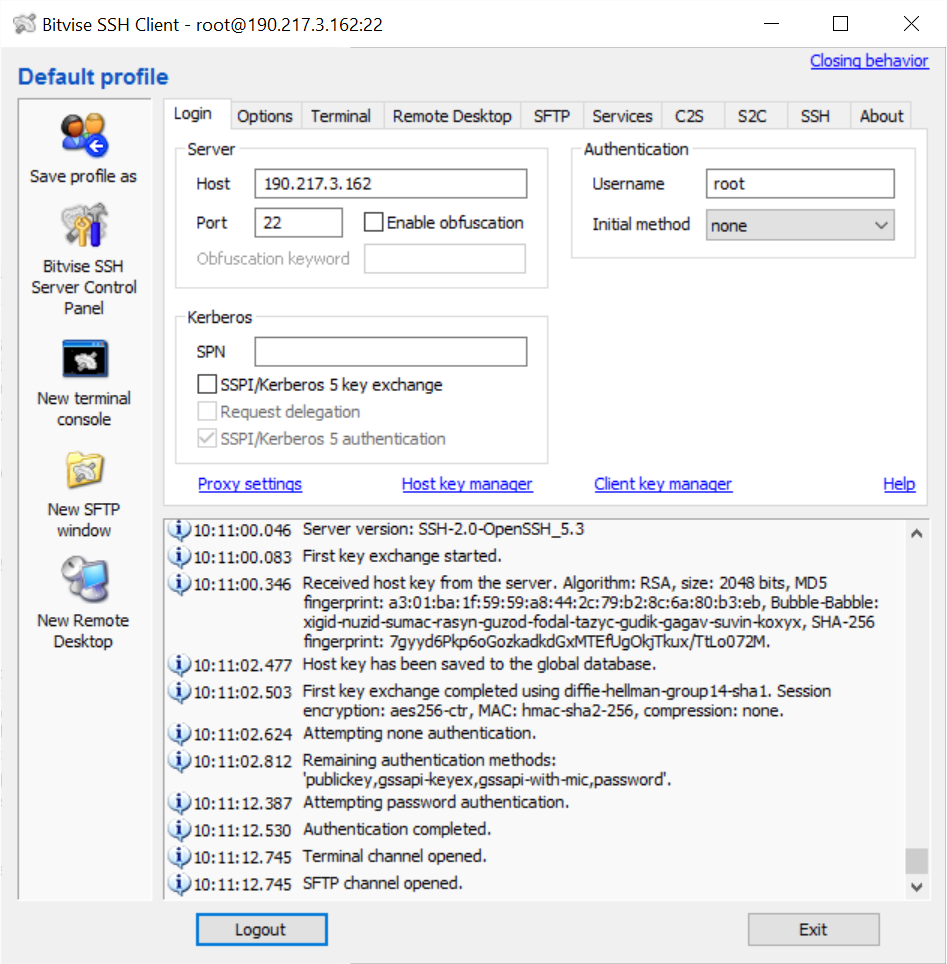 Bitvise SSH Client - root@190.217.3.162:22
Default profile
Closing behavior
Save profile as
Bitvise SSH
Server Control
Panel
New terminal
console
New SFTP
window
New Remote
Desktop
Login
Options
Terminal
Remote Desktop
SFTP
Services
C2S
S2C
SSH
About
Server
Host
190.217.3.162
Port
22
Enable obfuscation
Obfuscation keyword
Authentication
Username
root
Initial method
none
Kerberos
SPN
SSPI/Kerberos 5 key exchange
Request delegation
SSPI/Kerberos 5 authentication
Proxy settings
Host key manager
Client key manager
Help
10:11:00.046 Server version: SSH-2.0-OpenSSH_5.3
10:11:00.083 First key exchange started.
10:11:00.346 Received host key from the server. Algorithm: RSA, size: 2048 bits, MD5
fingerprint: a3:01:ba:1f:59:59:a8:44:2c:79:b2:8c:6a:80:b3:eb, Bubble-Babble:
xigid-nuzid-sumac-rasyn-guzod-fodal-tazyc-gudik-gagav-suvin-koxyx, SHA-256
fingerprint: 7gyyd6Pkp6oGozkadkdGxMTEfUgOkjTkux/TtLo072M.
10:11:02.477 Host key has been saved to the global database.
10:11:02.503 First key exchange completed using diffie-hellman-group14-sha1. Session
encryption: aes256-ctr, MAC: hmac-sha2-256, compression: none.
10:11:02.624 Attempting none authentication.
10:11:02.812 Remaining authentication methods:
'publickey,gssapi-keyex,gssapi-with-mic,password'.
10:11:12.387 Attempting password authentication.
10:11:12.530 Authentication completed.
10:11:12.745 Terminal channel opened.
10:11:12.745 SFTP channel opened.
Logout
Exit